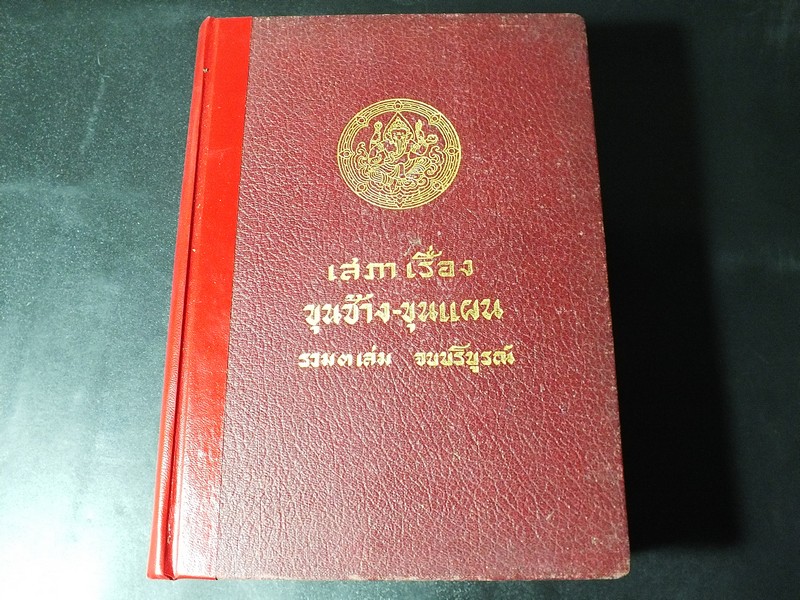 เสภาเรื่อง
ขุนช้าง-ขุนแผน
รวม๓เล่ม จบบริบูรณ์